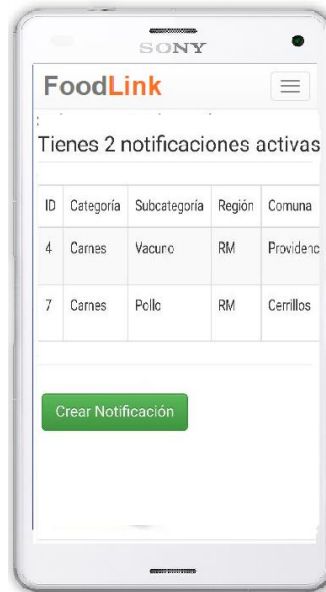 SONY
FoodLink
Tienes 2 notificaciones activas
ID Categoría Subcategoría Región Comuna
4 Carnes Vacuno RM Providenc
7 Carnes Pollo RM Cerrillos
Crear Notificación